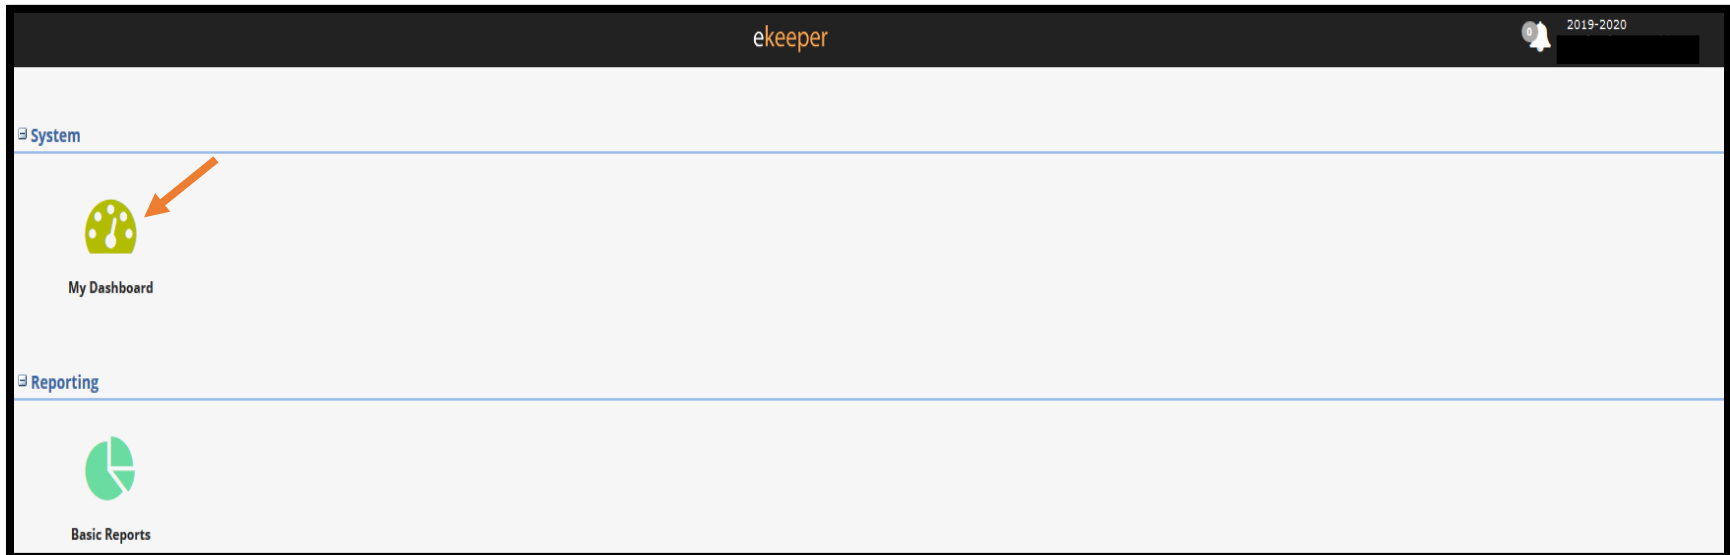 ekeeper
0
2019-2020
System
My Dashboard
Reporting
Basic Reports